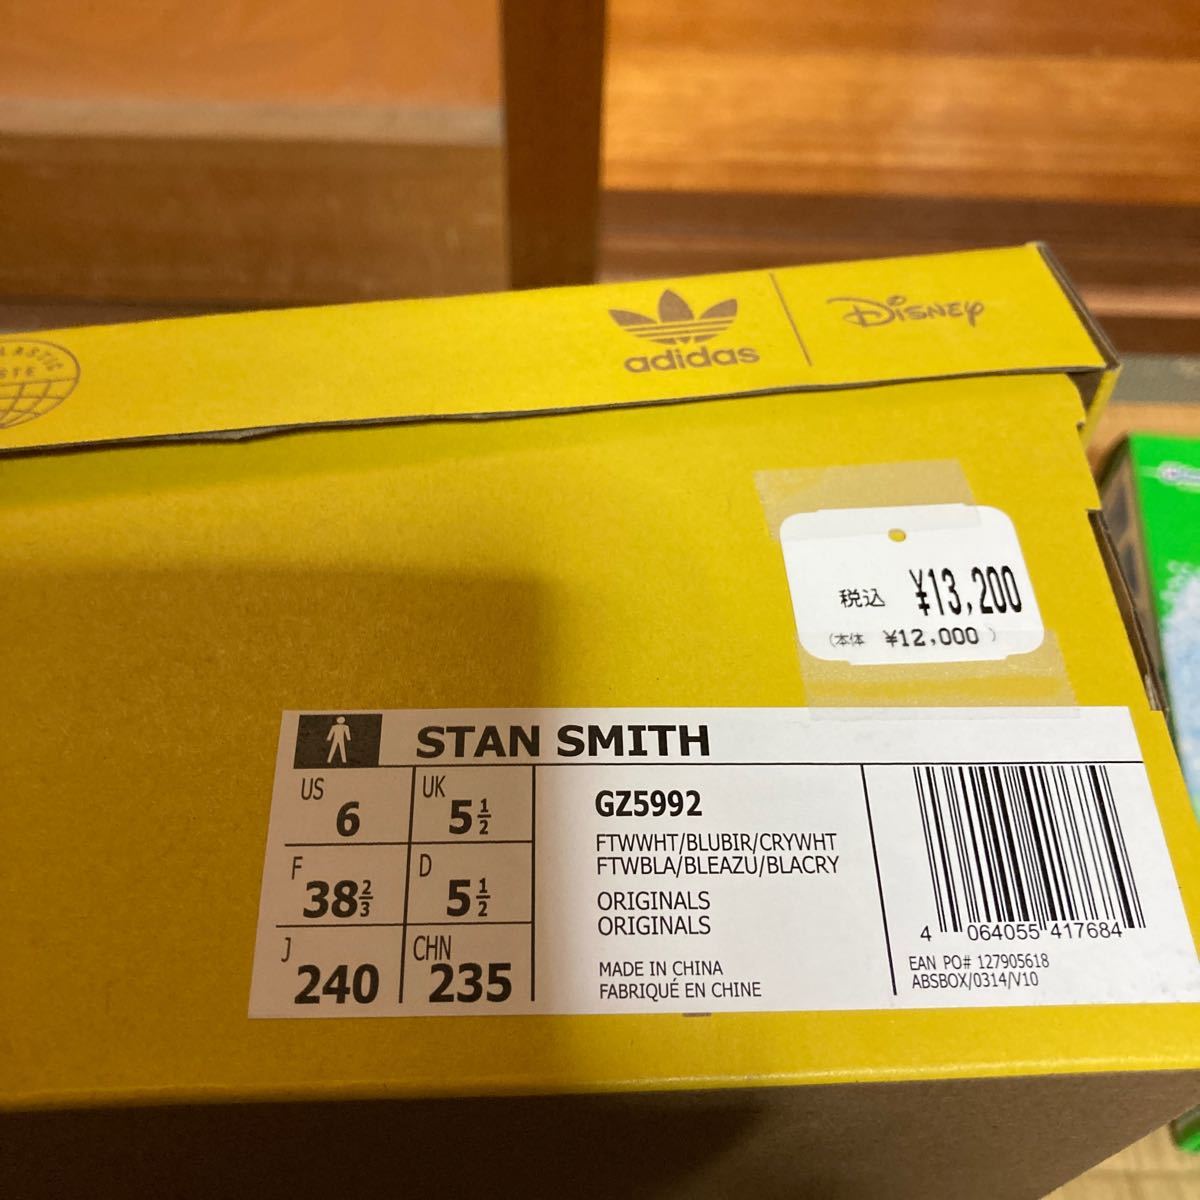 PLASTIC
adidas
Disney
税込 ¥13,200
(本体 ¥12,000 )
STAN SMITH
US
6
UK
5 1/2
F
38 2/3
D
5 1/2
J
240
CHN
235
GZ5992
FTWWHT/BLUBIR/CRYWHT
FTWBLA/BLEAZU/BLACRY
ORIGINALS
ORIGINALS
MADE IN CHINA
FABRIQUÉ EN CHINE
4 064055 417684
EAN PO# 127905618
ABSBOX/0314/V10